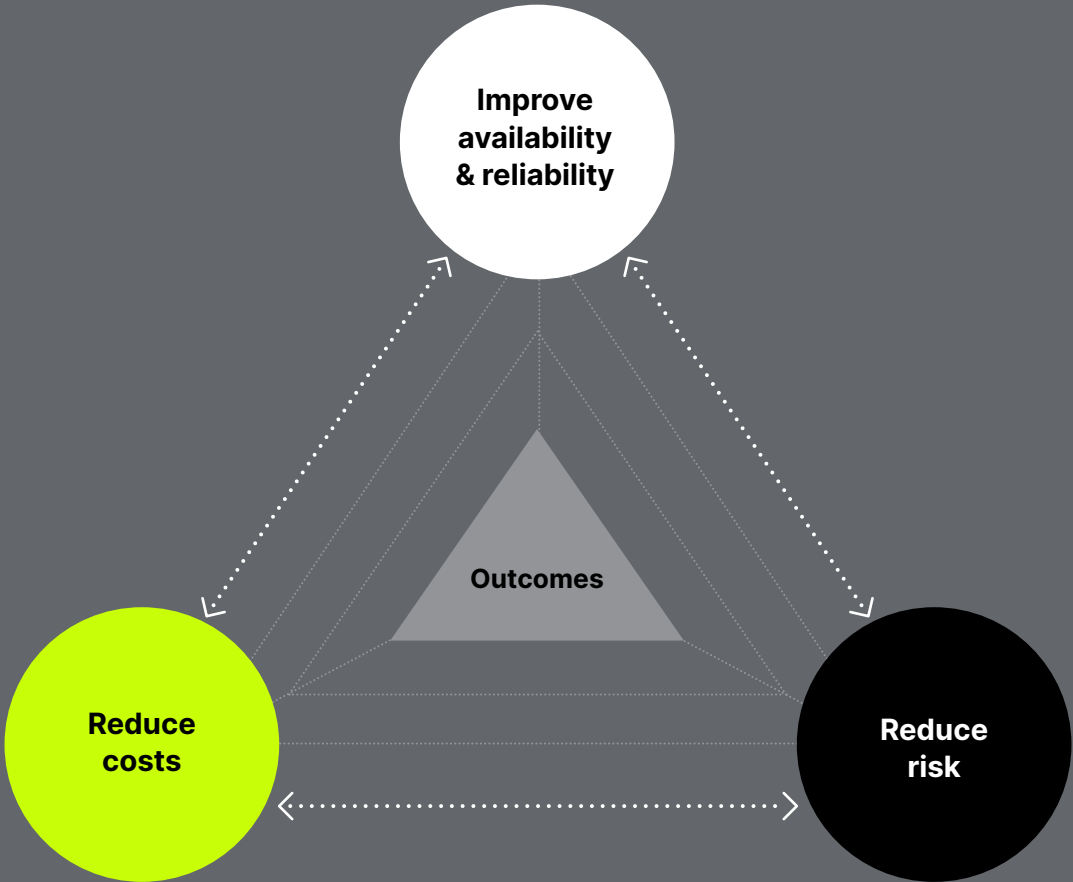 Improve
availability
& reliability
Outcomes
Reduce
costs
Reduce
risk